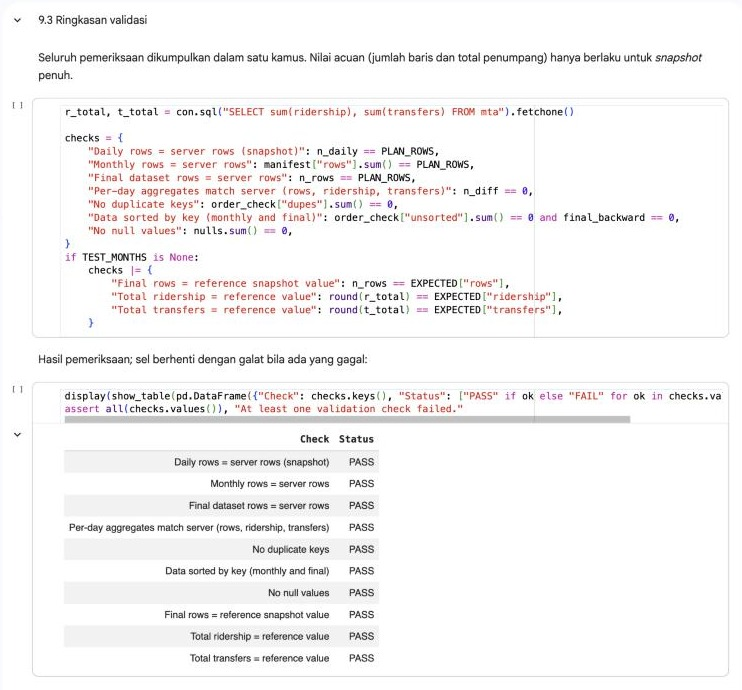 9.3 Ringkasan validasi
Seluruh pemeriksaan dikumpulkan dalam satu kamus. Nilai acuan (jumlah baris dan total penumpang) hanya berlaku untuk snapshot
penuh.
[ ]
r_total, t_total = con.sql("SELECT sum(ridership), sum(transfers) FROM mta").fetchone()
checks = {
"Daily rows = server rows (snapshot)": n_daily == PLAN_ROWS,
"Monthly rows = server rows": manifest["rows"].sum() == PLAN_ROWS,
"Final dataset rows = server rows": n_rows == PLAN_ROWS,
"Per-day aggregates match server (rows, ridership, transfers)": n_diff == 0,
"No duplicate keys": order_check["dupes"].sum() == 0,
"Data sorted by key (monthly and final)": order_check["unsorted"].sum() == 0 and final_backward == 0,
"No null values": nulls.sum() == 0,
}
if TEST_MONTHS is None:
checks |= {
"Final rows = reference snapshot value": n_rows == EXPECTED["rows"],
"Total ridership = reference value": round(r_total) == EXPECTED["ridership"],
"Total transfers = reference value": round(t_total) == EXPECTED["transfers"],
}
Hasil pemeriksaan; sel berhenti dengan galat bila ada yang gagal:
[ ]
display(show_table(pd.DataFrame({"Check": checks.keys(), "Status": ["PASS" if ok else "FAIL" for ok in checks.va
assert all(checks.values()), "At least one validation check failed."
Check Status
Daily rows = server rows (snapshot) PASS
Monthly rows = server rows PASS
Final dataset rows = server rows PASS
Per-day aggregates match server (rows, ridership, transfers) PASS
No duplicate keys PASS
Data sorted by key (monthly and final) PASS
No null values PASS
Final rows = reference snapshot value PASS
Total ridership = reference value PASS
Total transfers = reference value PASS